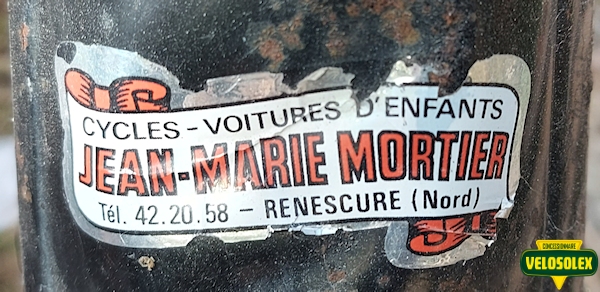 CYCLES - VOITURES D'ENFANTS
JEAN-MARIE MORTIER
Tél. 42.20.58 - RENESCURE (Nord)
CONCESSIONNAIRE
VELOSOLEX